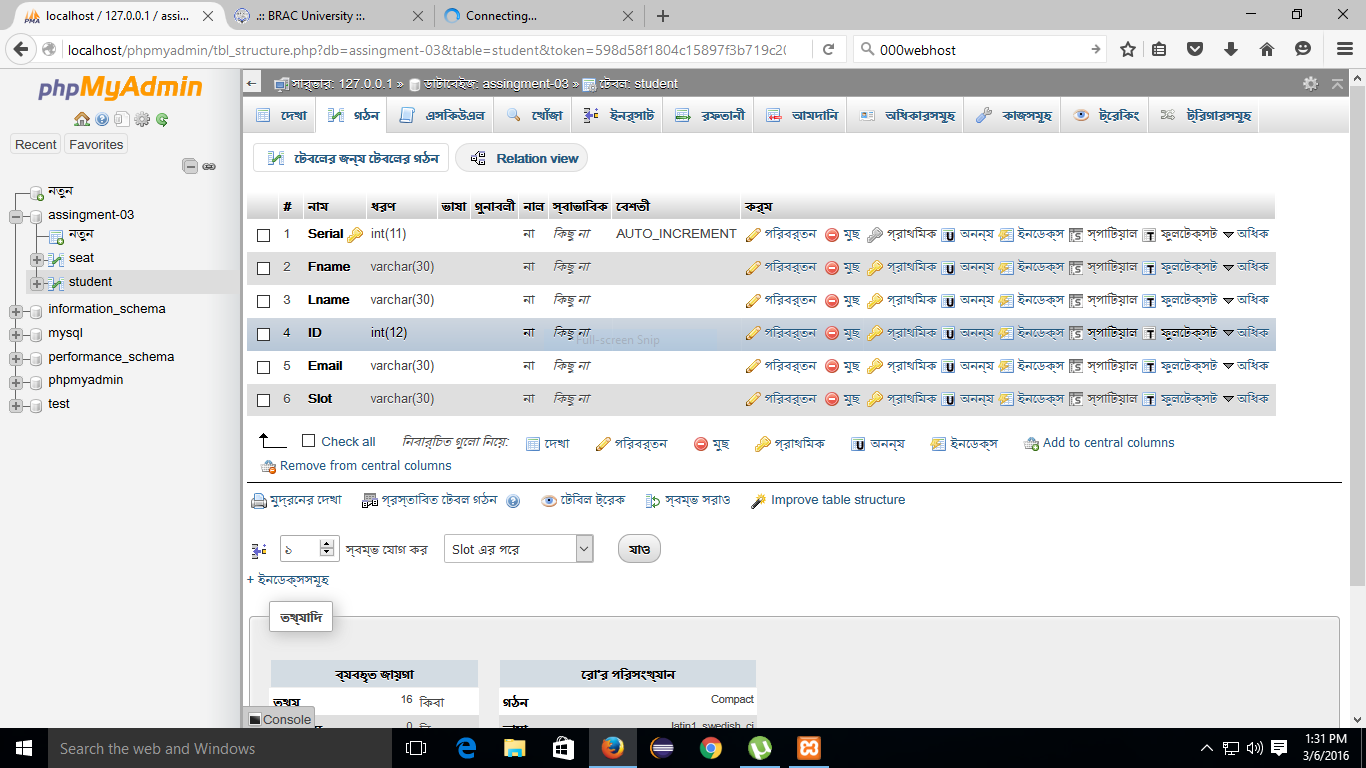 localhost / 127.0.0.1 / assi...
.:: BRAC University ::.
Connecting...
localhost/phpmyadmin/tbl_structure.php?db=assingment-03&table=student&token=598d58f1804c15897f3b719c20
000webhost
phpMyAdmin
Recent Favorites
নতুন
assingment-03
নতুন
seat
student
information_schema
mysql
performance_schema
phpmyadmin
test
সার্ভার: 127.0.0.1 » ডাটাবেইজ: assingment-03 » টেবল: student
দেখা গঠন এসকিউএল খোঁজা ইনর্সাট রফতানী আমদানি অধিকারসমূহ কাজসমূহ ট্রেকিং ট্রিগারসমূহ
টেবলের জন্য টেবলের গঠন Relation view
# নাম ধরণ ভাষা গুনাবলী নাল স্বাভাবিক বেশতী কর্ম
1 Serial int(11) না কিছু না AUTO_INCREMENT পরিবর্তন মুছ প্রাথমিক অনন্য ইনডেক্স স্পাটিয়াল ফুলটেক্সট অধিক
2 Fname varchar(30) না কিছু না পরিবর্তন মুছ প্রাথমিক অনন্য ইনডেক্স স্পাটিয়াল ফুলটেক্সট অধিক
3 Lname varchar(30) না কিছু না পরিবর্তন মুছ প্রাথমিক অনন্য ইনডেক্স স্পাটিয়াল ফুলটেক্সট অধিক
4 ID int(12) না কিছু না পরিবর্তন মুছ প্রাথমিক অনন্য ইনডেক্স স্পাটিয়াল ফুলটেক্সট অধিক
Full-screen Snip
5 Email varchar(30) না কিছু না পরিবর্তন মুছ প্রাথমিক অনন্য ইনডেক্স স্পাটিয়াল ফুলটেক্সট অধিক
6 Slot varchar(30) না কিছু না পরিবর্তন মুছ প্রাথমিক অনন্য ইনডেক্স স্পাটিয়াল ফুলটেক্সট অধিক
Check all নিবার্চিত গুলো নিয়ে: দেখা পরিবর্তন মুছ প্রাথমিক অনন্য ইনডেক্স Add to central columns
Remove from central columns
মুদ্রনের দেখা প্রস্তাবিত টেবল গঠন টেবিল ট্রেক স্বমম্ভ সরাও Improve table structure
১ স্বমম্ভ যোগ কর Slot এর পরে যাও
+ ইনডেক্সসমূহ
তথ্যাদি
ব্যবহৃত জায়গা
তথ্য 16 কিবা
রো'র পরিসংখ্যান
গঠন Compact
latin1_swedish_ci
Console
Search the web and Windows
1:31 PM
3/6/2016